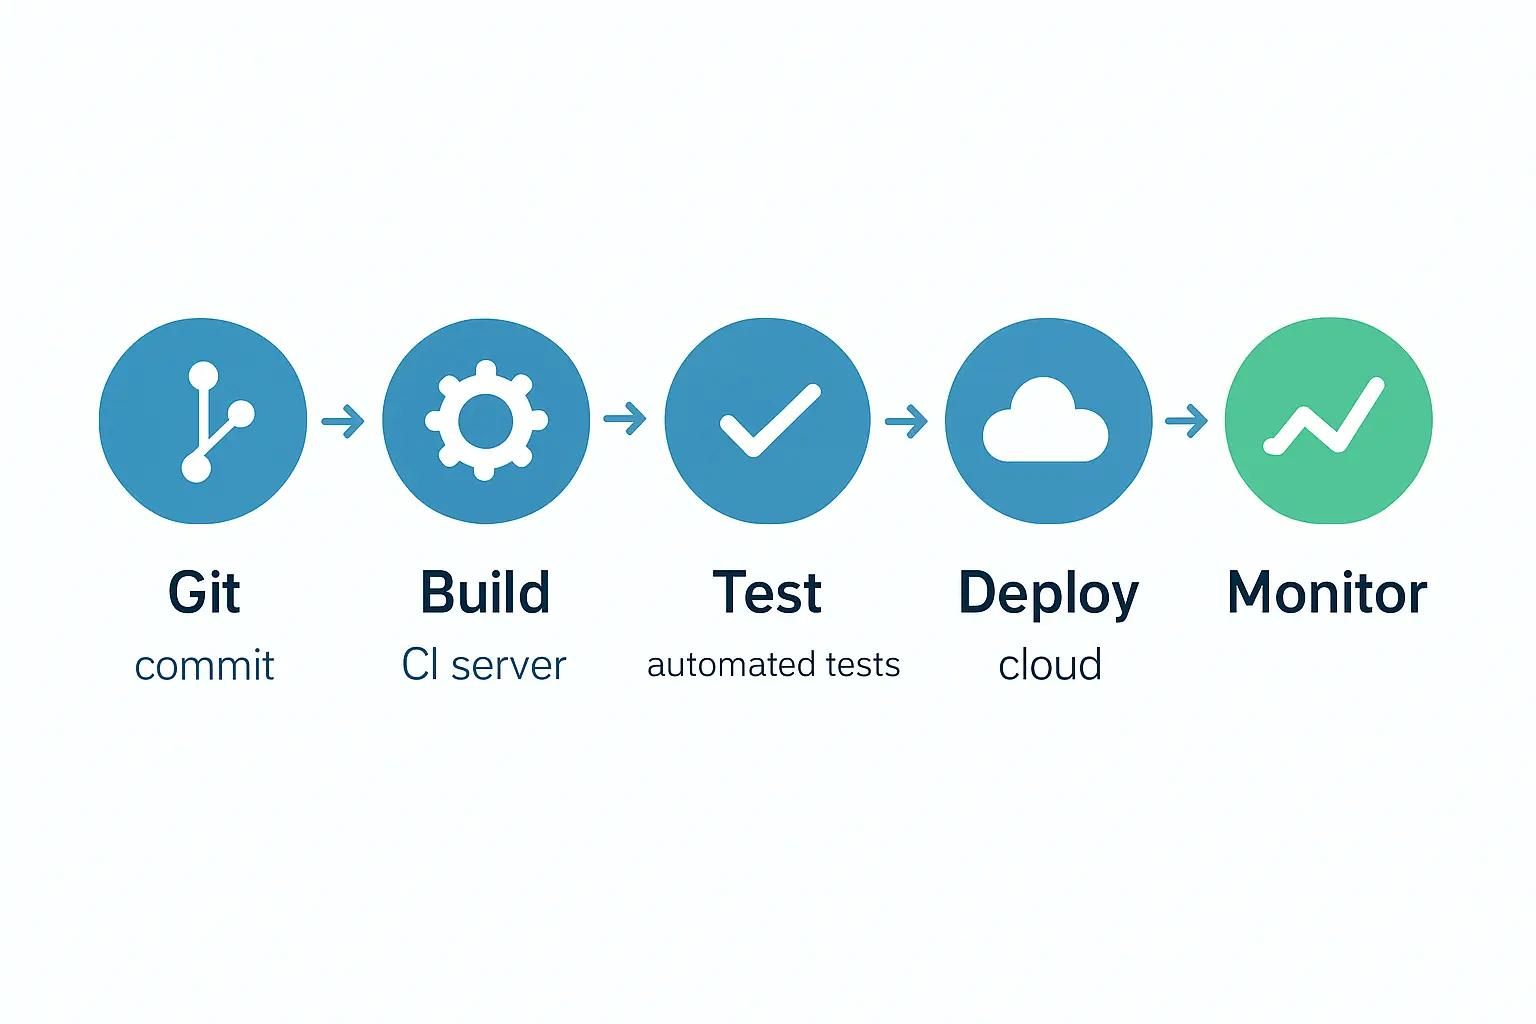 Git
commit
Build
CI server
Test
automated tests
Deploy
cloud
Monitor